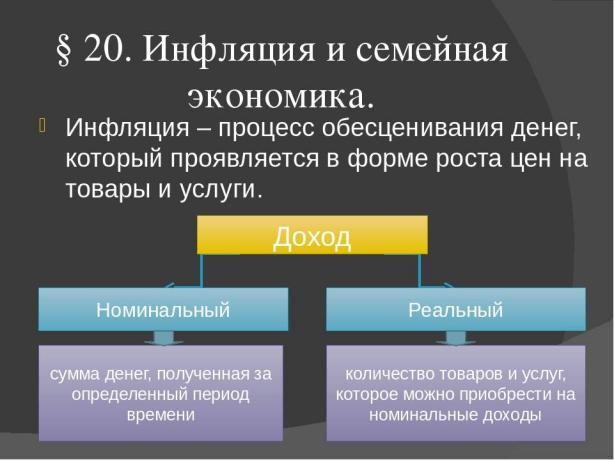 § 20. Инфляция и семейная
экономика.
Инфляция – процесс обесценивания денег,
который проявляется в форме роста цен на
товары и услуги.
Доход
Номинальный
Реальный
сумма денег, полученная за
определенный период
времени
количество товаров и услуг,
которое можно приобрести на
номинальные доходы